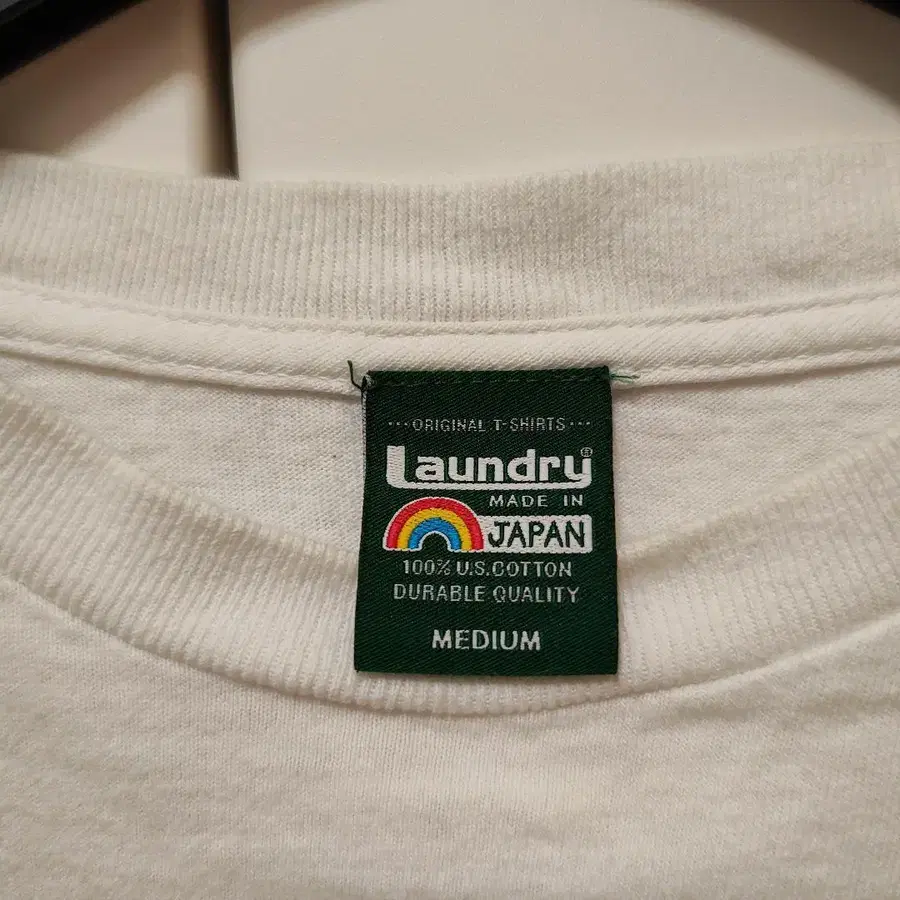 ···ORIGINAL T-SHIRTS···
Laundry®
MADE IN
JAPAN
100% U.S.COTTON
DURABLE QUALITY
MEDIUM